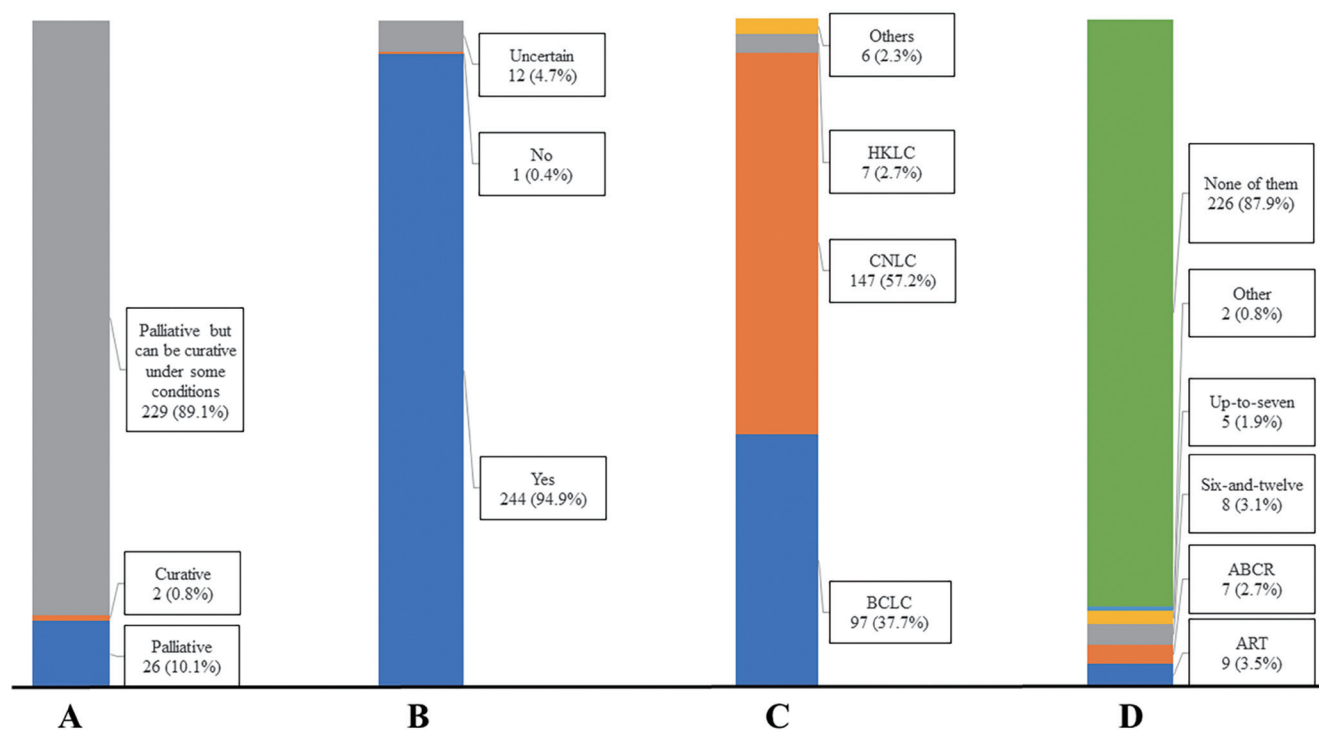 Palliative but
can be curative
under some
conditions
229 (89.1%)
Curative
2 (0.8%)
Palliative
26 (10.1%)
A
Uncertain
12 (4.7%)
No
1 (0.4%)
Yes
244 (94.9%)
B
Others
6 (2.3%)
HKLC
7 (2.7%)
CNLC
147 (57.2%)
BCLC
97 (37.7%)
C
None of them
226 (87.9%)
Other
2 (0.8%)
Up-to-seven
5 (1.9%)
Six-and-twelve
8 (3.1%)
ABCR
7 (2.7%)
ART
9 (3.5%)
D